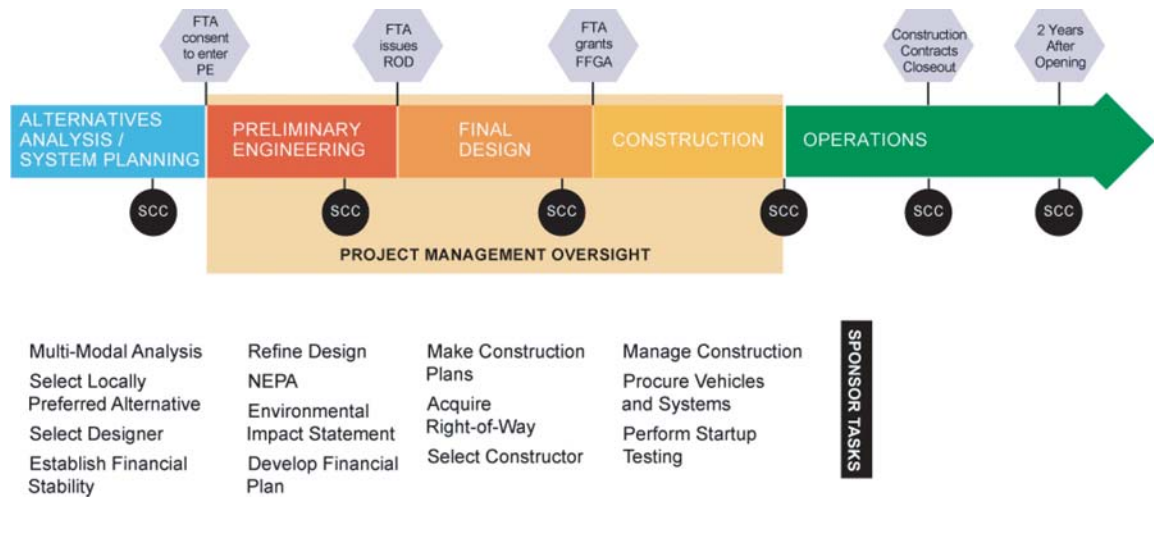 FTA
consent
to enter
PE
FTA
issues
ROD
FTA
grants
FFGA
Construction
Contracts
Closeout
2 Years
After
Opening
ALTERNATIVES
ANALYSIS /
SYSTEM PLANNING
PRELIMINARY
ENGINEERING
FINAL
DESIGN
CONSTRUCTION
OPERATIONS
SCC
SCC
SCC
SCC
SCC
SCC
PROJECT MANAGEMENT OVERSIGHT
Multi-Modal Analysis
Select Locally
Preferred Alternative
Select Designer
Establish Financial
Stability
Refine Design
NEPA
Environmental
Impact Statement
Develop Financial
Plan
Make Construction
Plans
Acquire
Right-of-Way
Select Constructor
Manage Construction
Procure Vehicles
and Systems
Perform Startup
Testing
SPONSOR TASKS